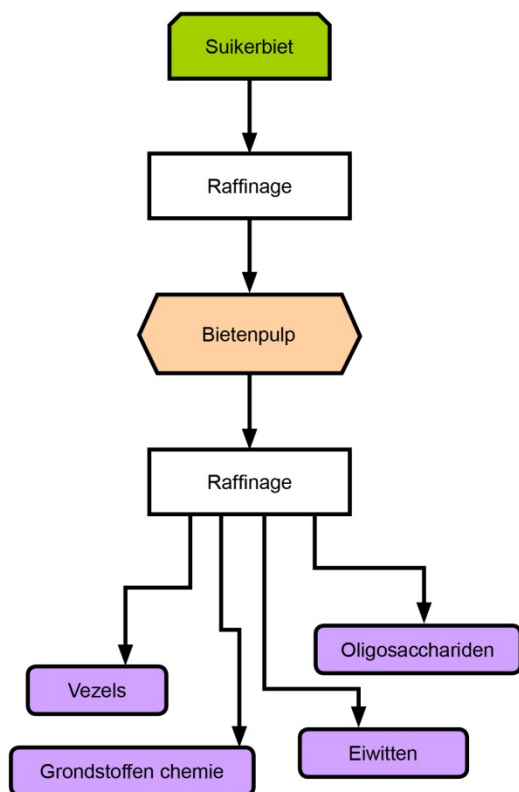 Suikerbiet
Raffinage
Bietenpulp
Raffinage
Oligosacchariden
Vezels
Eiwitten
Grondstoffen chemie